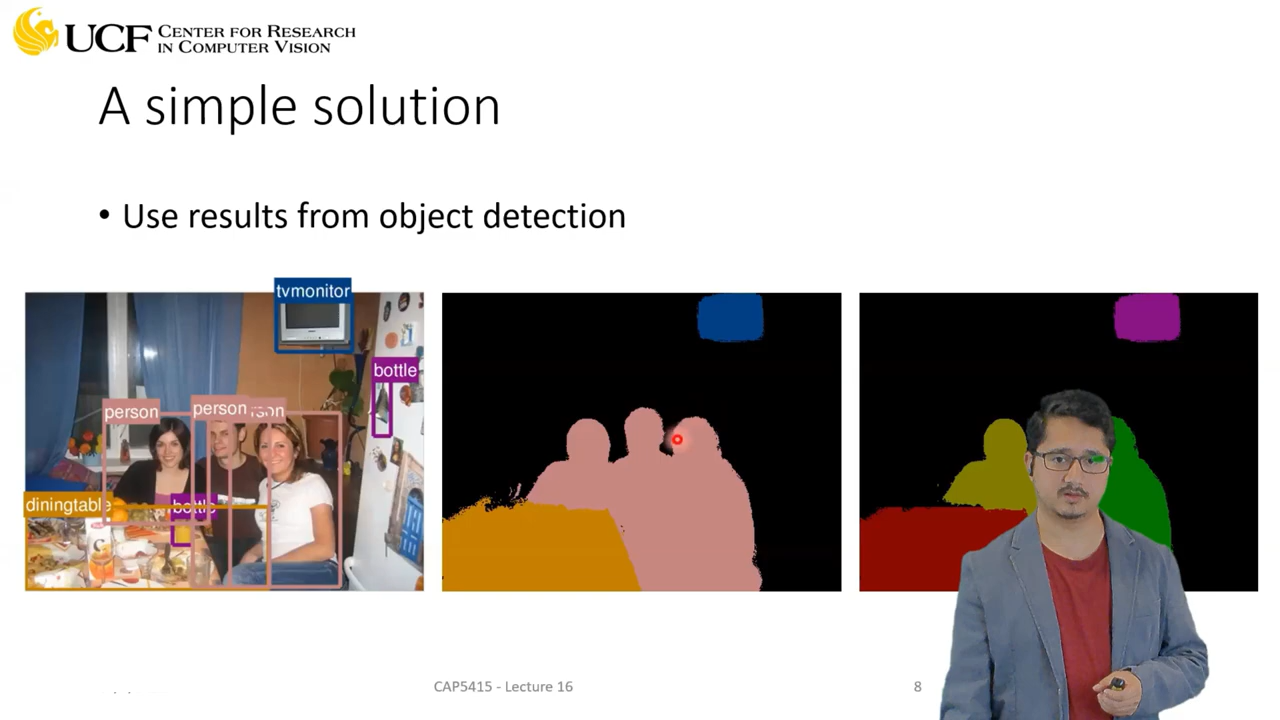 UCF CENTER FOR RESEARCH
IN COMPUTER VISION
A simple solution
• Use results from object detection
tvmonitor
bottle
person
person
diningtable
bottle
CAP5415 - Lecture 16
8